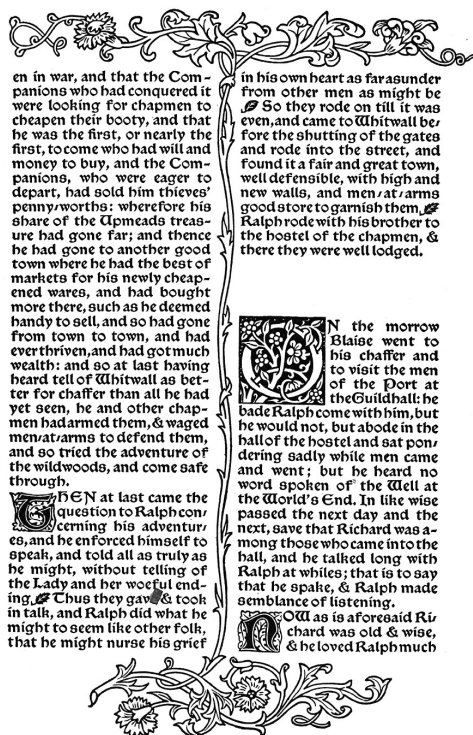 en in war, and that the Com-
panions who had conquered it
were looking for chapmen to
cheapen their booty, and that
he was the first, or nearly the
first, to come who had will and
money to buy, and the Com-
panions, who were eager to
depart, had sold him thieves'
penny-worths: wherefore his
share of the Upmeads treas-
ure had gone far; and thence
he had gone to another good
town where he had the best of
markets for his newly cheap-
ened wares, and had bought
more there, such as he deemed
handy to sell, and so had gone
from town to town, and had
ever thriven, and had got much
wealth: and so at last having
heard tell of Whitwall as bet-
ter for chaffer than all he had
yet seen, he and other chap-
men had armed them, & waged
men-at-arms to defend them,
and so tried the adventure of
the wildwoods, and come safe
through.
THEN at last came the
question to Ralph con-
cerning his adventur-
es, and he enforced himself to
speak, and told all as truly as
he might, without telling of
the Lady and her woeful end-
ing. Thus they gave & took
in talk, and Ralph did what he
might to seem like other folk,
that he might nurse his grief
in his own heart as far asunder
from other men as might be
So they rode on till it was
even, and came to Whitwall be-
fore the shutting of the gates
and rode into the street, and
found it a fair and great town,
well defensible, with high and
new walls, and men-at-arms
good store to garnish them.
Ralph rode with his brother to
the hostel of the chapmen, &
there they were well lodged.
ON the morrow
Blaise went to
his chaffer and
to visit the men
of the Port at
the Guildhall: he
bade Ralph come with him, but
he would not, but abode in the
hall of the hostel and sat pon-
dering sadly while men came
and went; but he heard no
word spoken of the Well at
the World's End. In like wise
passed the next day and the
next, save that Richard was a-
mong those who came into the
hall, and he talked long with
Ralph at whiles; that is to say
that he spake, & Ralph made
semblance of listening.
NOW as is aforesaid Ri-
chard was old & wise,
& he loved Ralph much